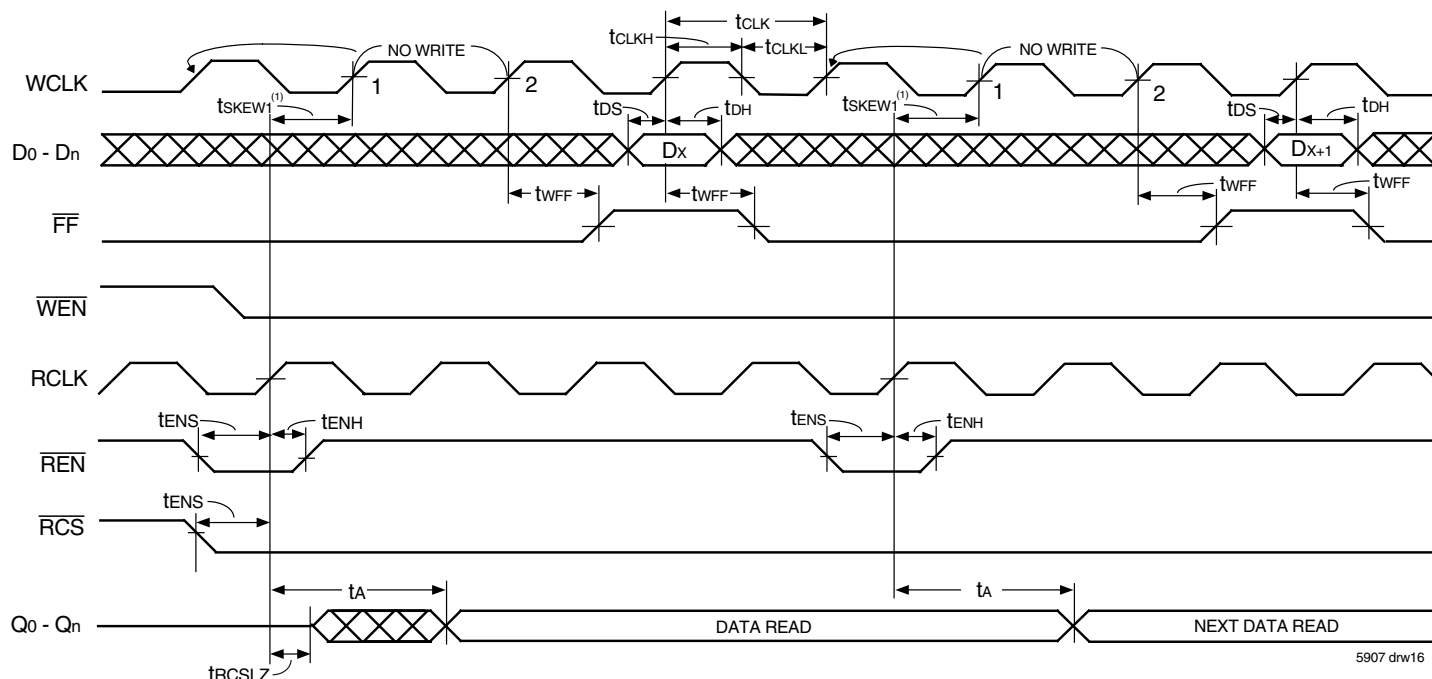 tCLK
tCLKH
tCLKL
NO WRITE
NO WRITE
WCLK
1
2
1
2
tSKEW1(1)
tDS
tDH
tSKEW1(1)
tDS
tDH
D0 - Dn
DX
DX+1
tWFF
tWFF
tWFF
tWFF
FF
WEN
RCLK
tENS
tENH
tENS
tENH
REN
tENS
RCS
tA
tA
Q0 - Qn
DATA READ
NEXT DATA READ
tRCSLZ
5907 drw16